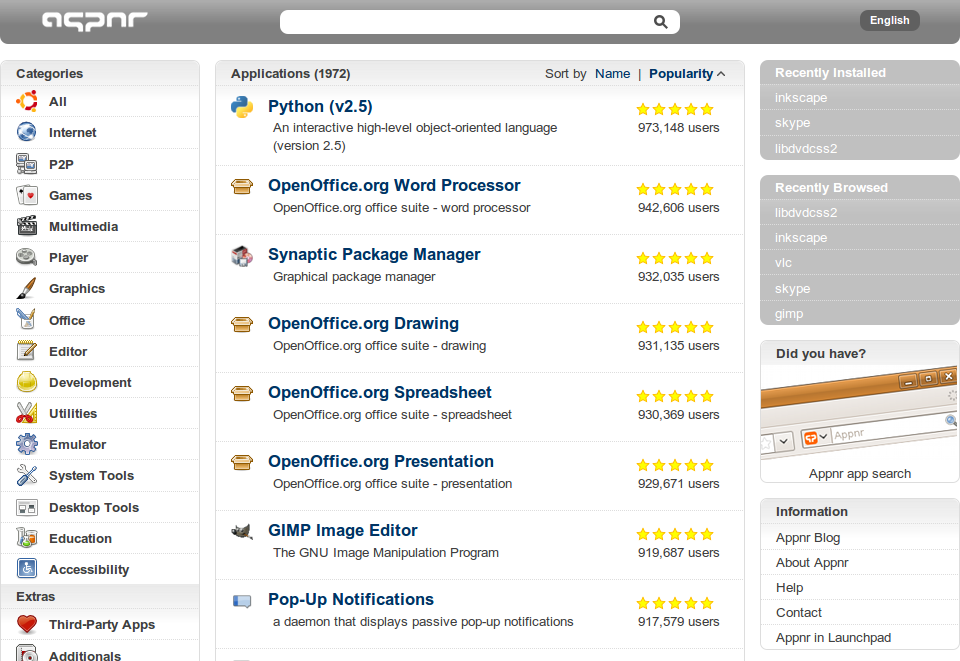 appnr
English
Categories
All
Internet
P2P
Games
Multimedia
Player
Graphics
Office
Editor
Development
Utilities
Emulator
System Tools
Desktop Tools
Education
Accessibility
Extras
Third-Party Apps
Additionals
Applications (1972)
Sort by Name | Popularity
Python (v2.5)
An interactive high-level object-oriented language
(version 2.5)
973,148 users
OpenOffice.org Word Processor
OpenOffice.org office suite - word processor
942,606 users
Synaptic Package Manager
Graphical package manager
932,035 users
OpenOffice.org Drawing
OpenOffice.org office suite - drawing
931,135 users
OpenOffice.org Spreadsheet
OpenOffice.org office suite - spreadsheet
930,369 users
OpenOffice.org Presentation
OpenOffice.org office suite - presentation
929,671 users
GIMP Image Editor
The GNU Image Manipulation Program
919,687 users
Pop-Up Notifications
a daemon that displays passive pop-up notifications
917,579 users
Recently Installed
inkscape
skype
libdvdcss2
Recently Browsed
libdvdcss2
inkscape
vlc
skype
gimp
Did you have?
Appnr
Appnr app search
Information
Appnr Blog
About Appnr
Help
Contact
Appnr in Launchpad